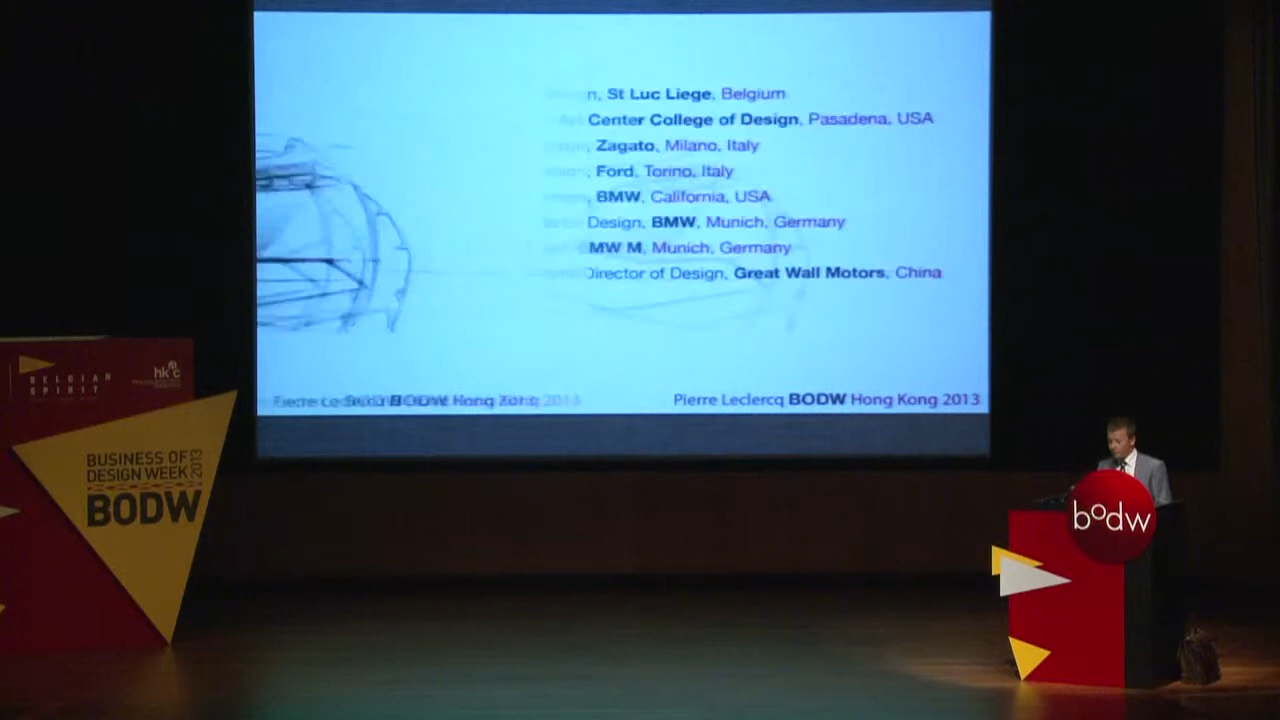 n, St Luc Liege, Belgium
Center College of Design, Pasadena, USA
Zagato, Milano, Italy
Ford, Torino, Italy
BMW, California, USA
Design, BMW, Munich, Germany
MW M, Munich, Germany
Director of Design, Great Wall Motors, China
Pierre Leclercq BODW Hong Kong 2013
BELGIAN
SPIRIT
BUSINESS OF
DESIGN WEEK 2013
BODW
bodw